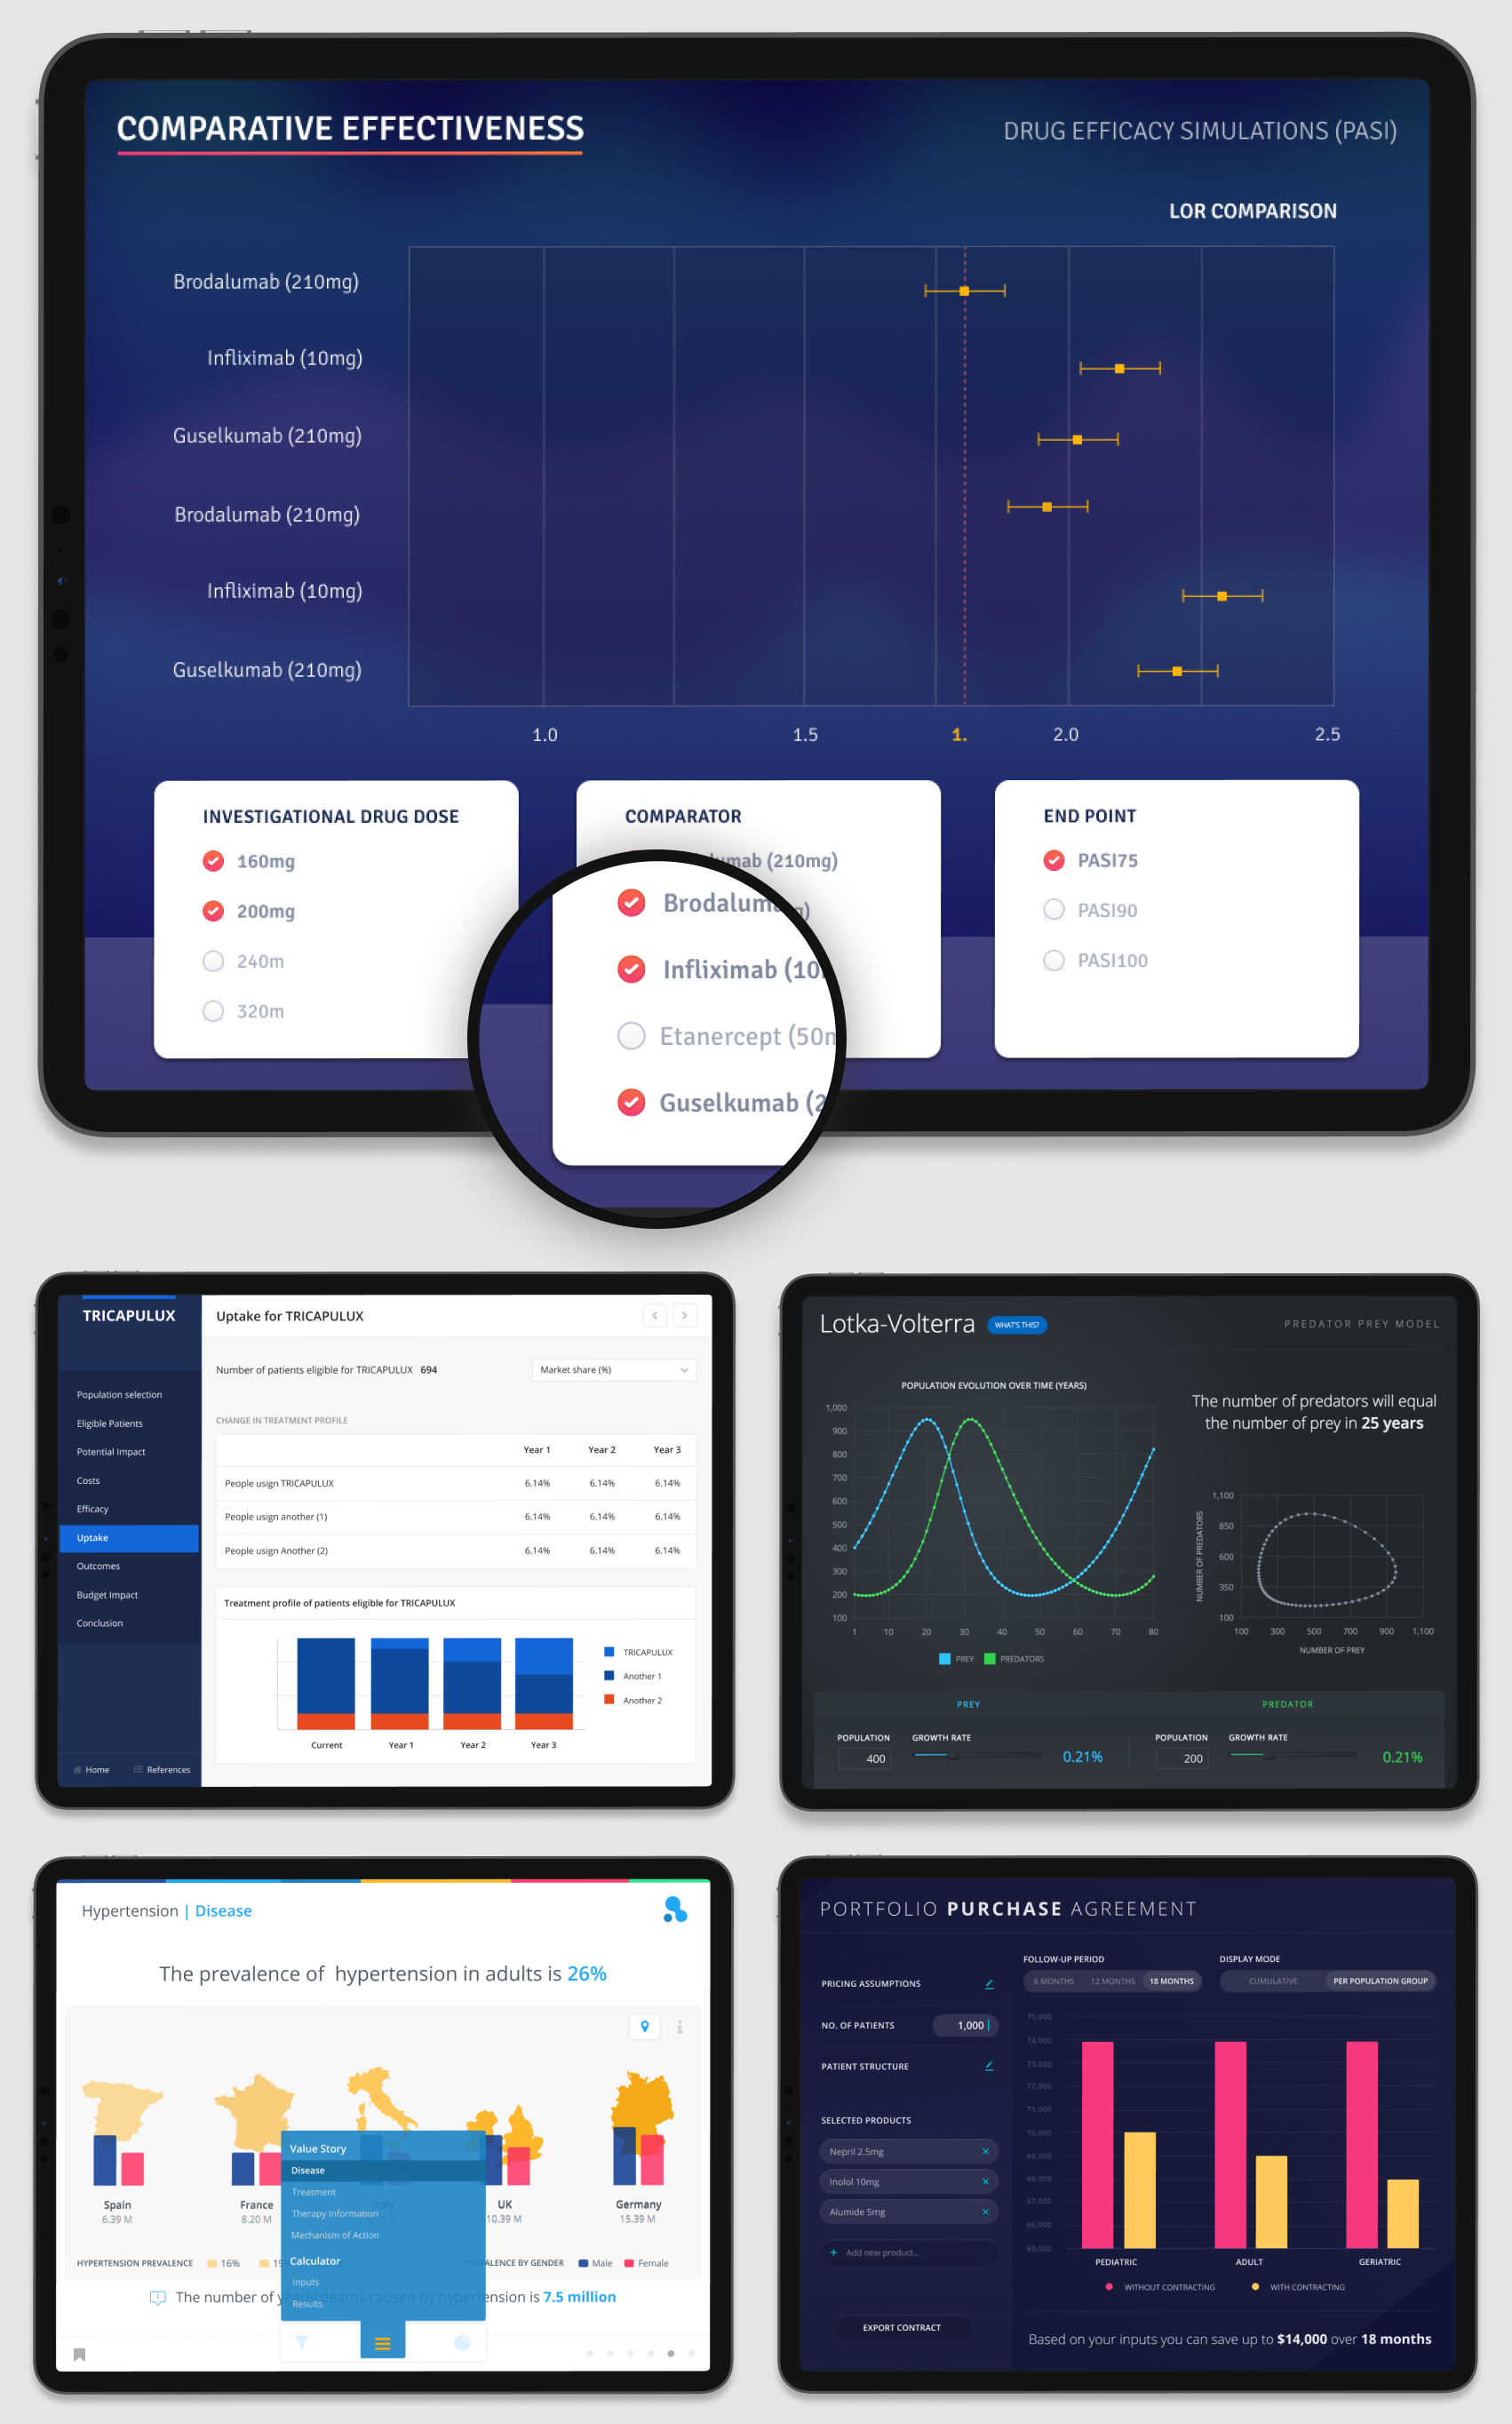 COMPARATIVE EFFECTIVENESS
DRUG EFFICACY SIMULATIONS (PASI)
LOR COMPARISON
Brodalumab (210mg)
Infliximab (10mg)
Guselkumab (210mg)
Brodalumab (210mg)
Infliximab (10mg)
Guselkumab (210mg)
1.0 1.5 1. 2.0 2.5
INVESTIGATIONAL DRUG DOSE
160mg
200mg
240m
320m
COMPARATOR
umab (210mg)
Brodalum
g)
Infliximab (10
Etanercept (50m
Guselkumab (2
END POINT
PASI75
PASI90
PASI100
TRICAPULUX
Population selection
Eligible Patients
Potential Impact
Costs
Efficacy
Uptake
Outcomes
Budget Impact
Conclusion
Home References
Uptake for TRICAPULUX
Number of patients eligible for TRICAPULUX 694
Market share (%)
CHANGE IN TREATMENT PROFILE
Year 1 Year 2 Year 3
People usign TRICAPULUX 6.14% 6.14% 6.14%
People usign another (1) 6.14% 6.14% 6.14%
People usign Another (2) 6.14% 6.14% 6.14%
Treatment profile of patients eligible for TRICAPULUX
TRICAPULUX
Another 1
Another 2
Current Year 1 Year 2 Year 3
Lotka-Volterra WHAT'S THIS?
PREDATOR PREY MODEL
POPULATION EVOLUTION OVER TIME (YEARS)
1,000
900
800
700
600
500
400
300
200
100
1 10 20 30 40 50 60 70 80
PREY PREDATORS
The number of predators will equal
the number of prey in 25 years
NUMBER OF PREDATORS
1,100
850
600
350
100
100 300 500 700 900 1,100
NUMBER OF PREY
PREY
POPULATION GROWTH RATE
400 0.21%
PREDATOR
POPULATION GROWTH RATE
200 0.21%
Hypertension | Disease
The prevalence of hypertension in adults is 26%
Spain
6.39 M
France
8.20 M
Italy
UK
10.39 M
Germany
15.39 M
HYPERTENSION PREVALENCE 16% 19
PREVALENCE BY GENDER Male Female
The number of yearly deaths caused by hypertension is 7.5 million
Value Story
Disease
Treatment
Therapy Information
Mechanism of Action
Calculator
Inputs
Results
PORTFOLIO PURCHASE AGREEMENT
PRICING ASSUMPTIONS
NO. OF PATIENTS 1,000
PATIENT STRUCTURE
SELECTED PRODUCTS
Nepril 2.5mg
Inolol 10mg
Alumide 5mg
Add new product...
EXPORT CONTRACT
FOLLOW-UP PERIOD
6 MONTHS 12 MONTHS 18 MONTHS
DISPLAY MODE
CUMULATIVE PER POPULATION GROUP
75,000
74,000
73,000
72,000
71,000
70,000
69,000
68,000
67,000
66,000
65,000
PEDIATRIC ADULT GERIATRIC
WITHOUT CONTRACTING WITH CONTRACTING
Based on your inputs you can save up to $14,000 over 18 months